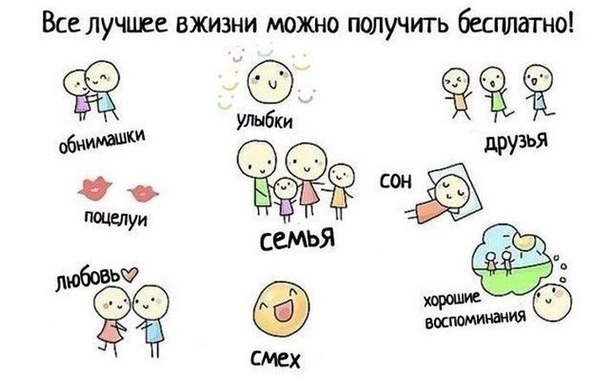 Все лучшее вжизни можно получить бесплатно!
обнимашки
улыбки
друзья
поцелуи
семья
сон
любовь
смех
хорошие
воспоминания